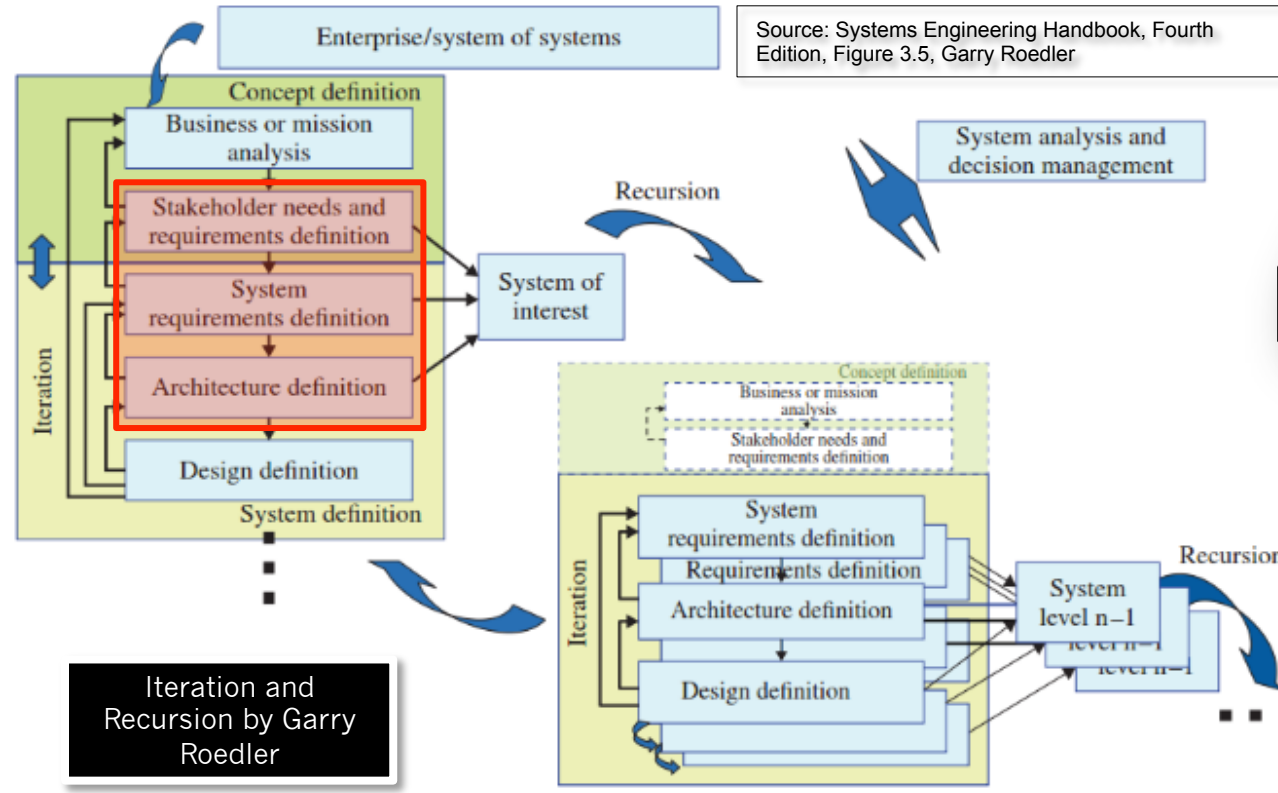 Enterprise/system of systems
Source: Systems Engineering Handbook, Fourth
Edition, Figure 3.5, Garry Roedler
Concept definition
Business or mission
analysis
Stakeholder needs and
requirements definition
System
requirements definition
Architecture definition
Design definition
System definition
Iteration
System of
interest
Recursion
System analysis and
decision management
Concept definition
Business or mission
analysis
Stakeholder needs and
requirements definition
System
requirements definition
Requirements definition
Architecture definition
Design definition
Iteration
System
level n−1
level n−1
level n−1
Recursion
Iteration and
Recursion by Garry
Roedler